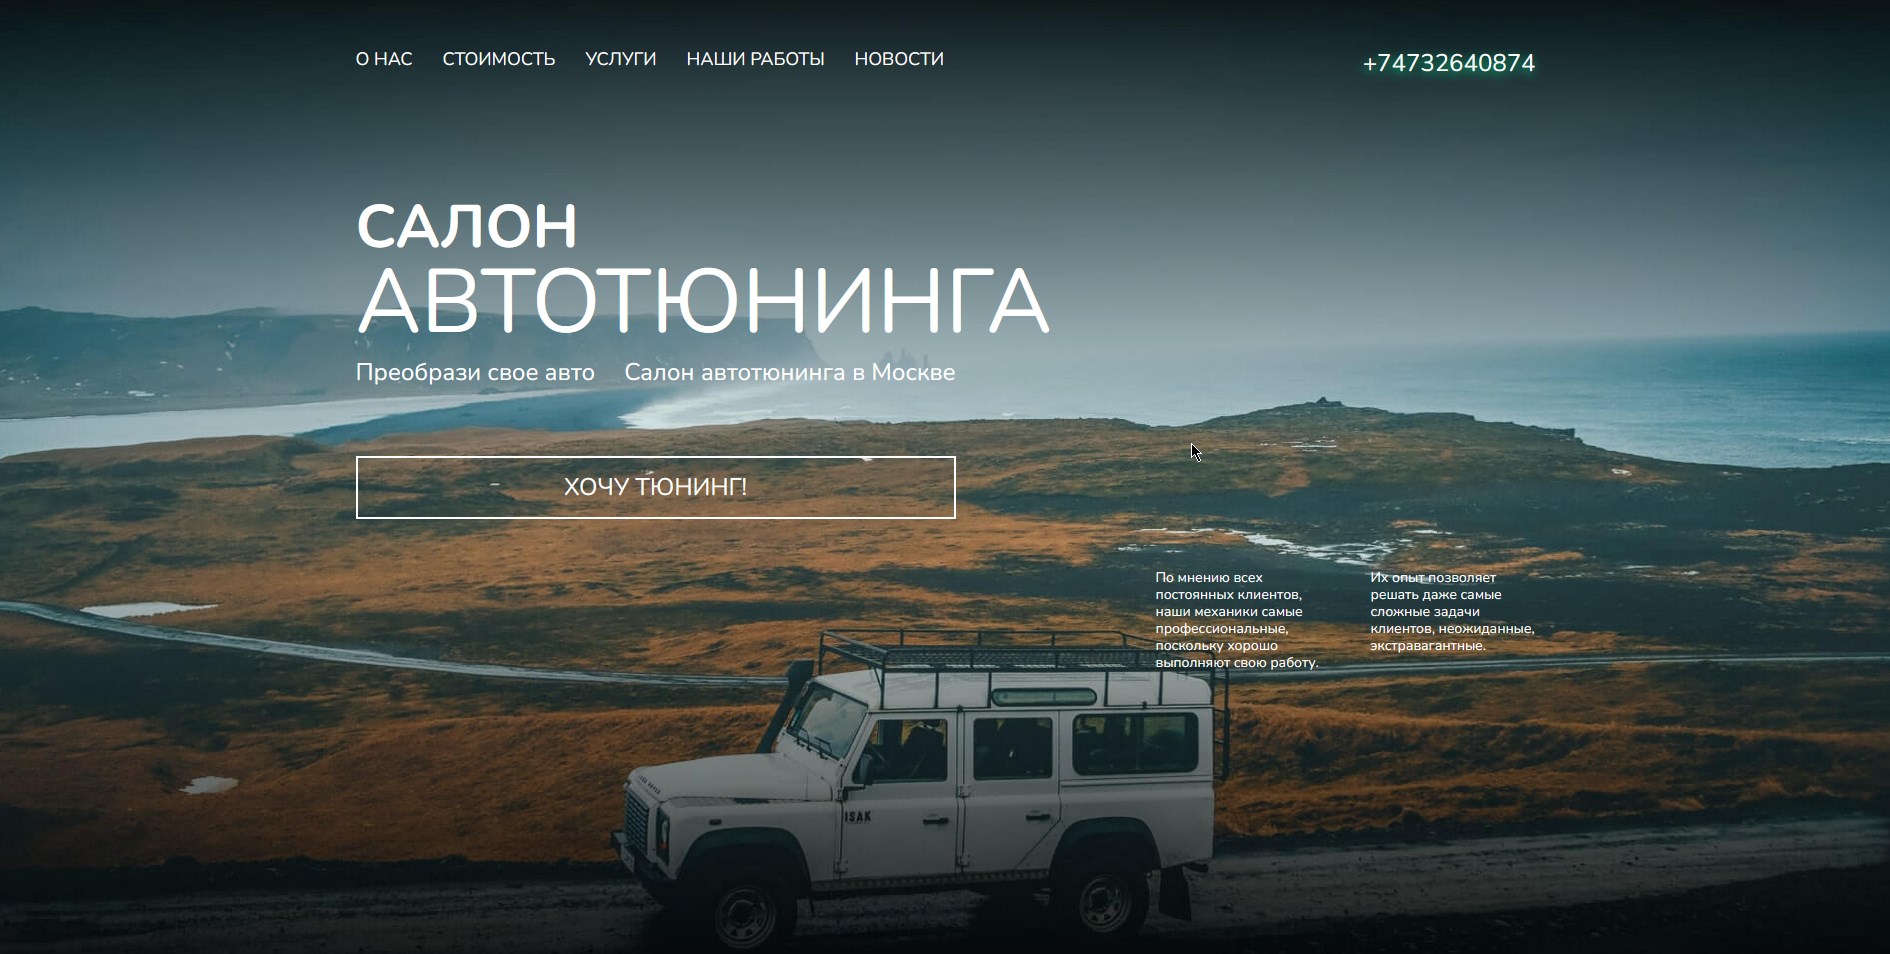 О НАС СТОИМОСТЬ УСЛУГИ НАШИ РАБОТЫ НОВОСТИ
+74732640874
САЛОН
АВТОТЮНИНГА
Преобрази свое авто Салон автотюнинга в Москве
ХОЧУ ТЮНИНГ!
По мнению всех
постоянных клиентов,
наши механики самые
профессиональные,
поскольку хорошо
выполняют свою работу.
Их опыт позволяет
решать даже самые
сложные задачи
клиентов, неожиданные,
экстравагантные.
ISAK